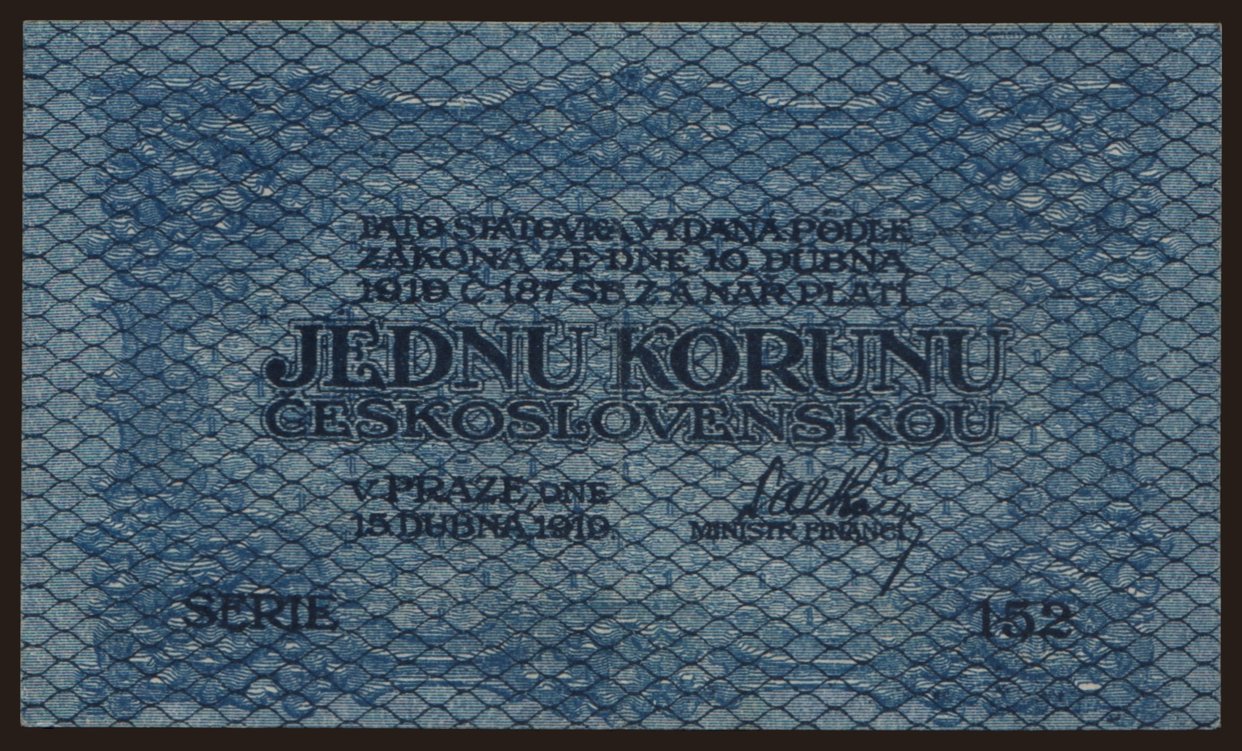 TATO STÁTOVKA, VYDANÁ PODLE
ZÁKONA ZE DNE 10. DUBNA
1919 Č. 187 SB. Z. A NAŘ. PLATÍ
JEDNU KORUNU
ČESKOSLOVENSKOU
V PRAZE, DNE
15. DUBNA, 1919.
MINISTR FINANCÍ
SERIE 152